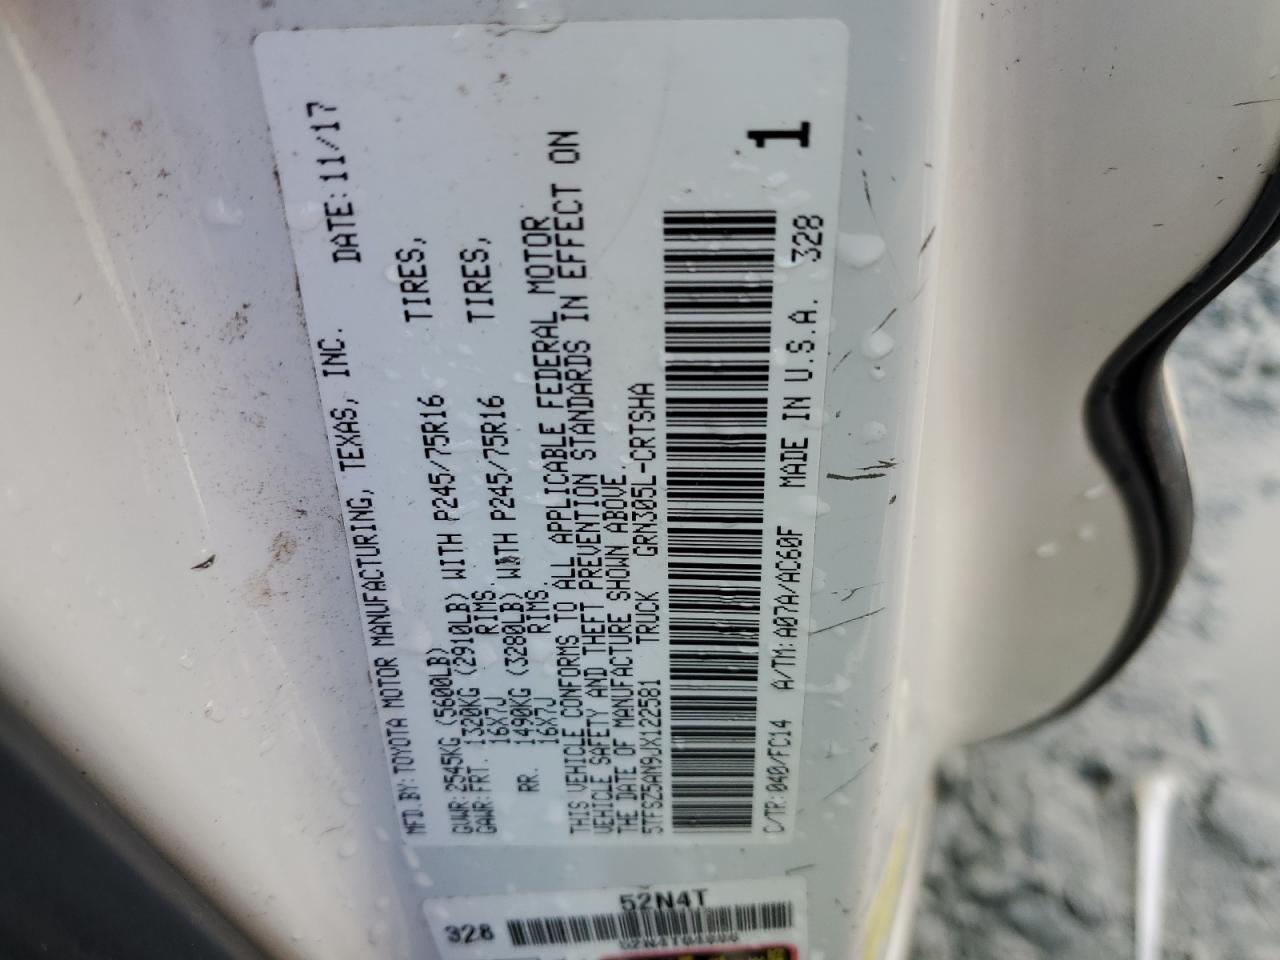 MFD. BY: TOYOTA MOTOR MANUFACTURING, TEXAS, INC. DATE: 11/17
GVWR: 2545KG (5600LB)
GAWR: FRT. 1320KG (2910LB) WITH P245/75R16 TIRES,
16X7J RIMS.
RR. 1490KG (3280LB) WITH P245/75R16 TIRES,
16X7J RIMS.
THIS VEHICLE CONFORMS TO ALL APPLICABLE FEDERAL MOTOR
VEHICLE SAFETY AND THEFT PREVENTION STANDARDS IN EFFECT ON
THE DATE OF MANUFACTURE SHOWN ABOVE.
5TFSZ5AN9JX122581 TRUCK GRN305L-CRTSHA
1
C/TR: 040/FC14 A/TM: A07A/AC60F MADE IN U.S.A. 328
52N4T
328